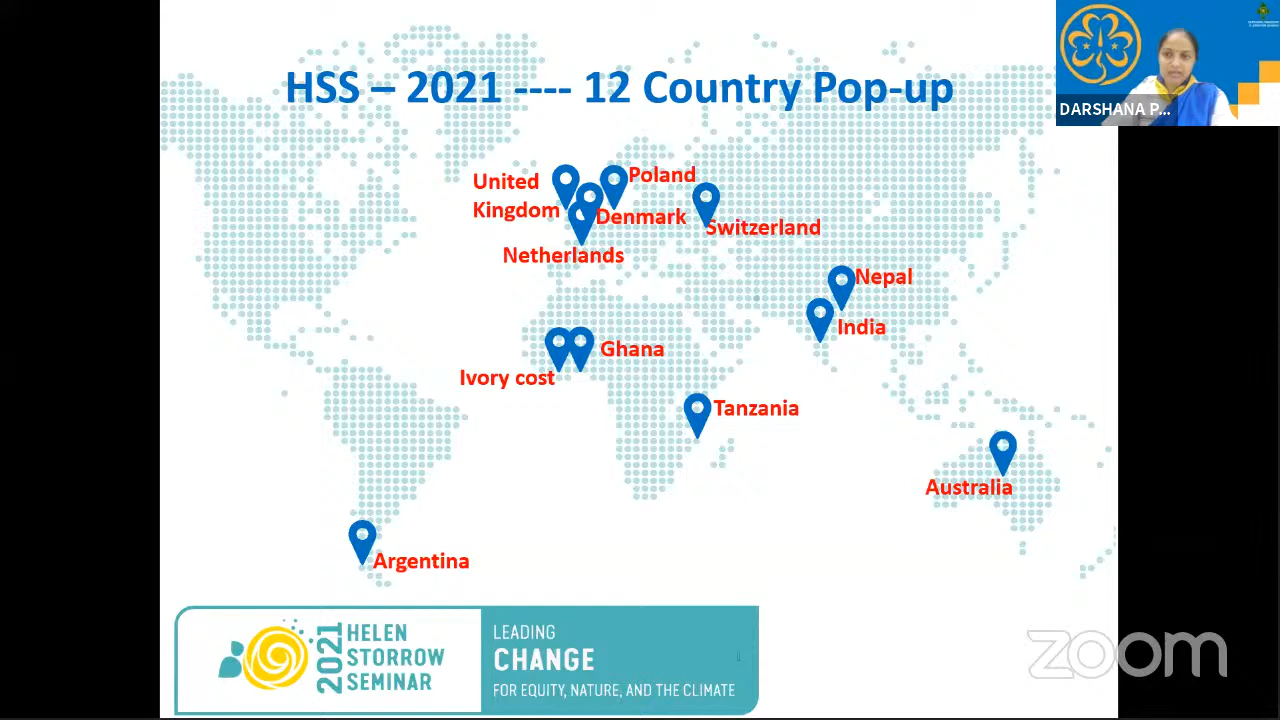 HSS – 2021 ---- 12 Country Pop-up
DARSHANA P...
United
Kingdom
Poland
Denmark
Switzerland
Netherlands
Nepal
India
Ghana
Ivory cost
Tanzania
Australia
Argentina
2021
HELEN
STORROW
SEMINAR
LEADING
CHANGE
FOR EQUITY, NATURE, AND THE CLIMATE
zoom